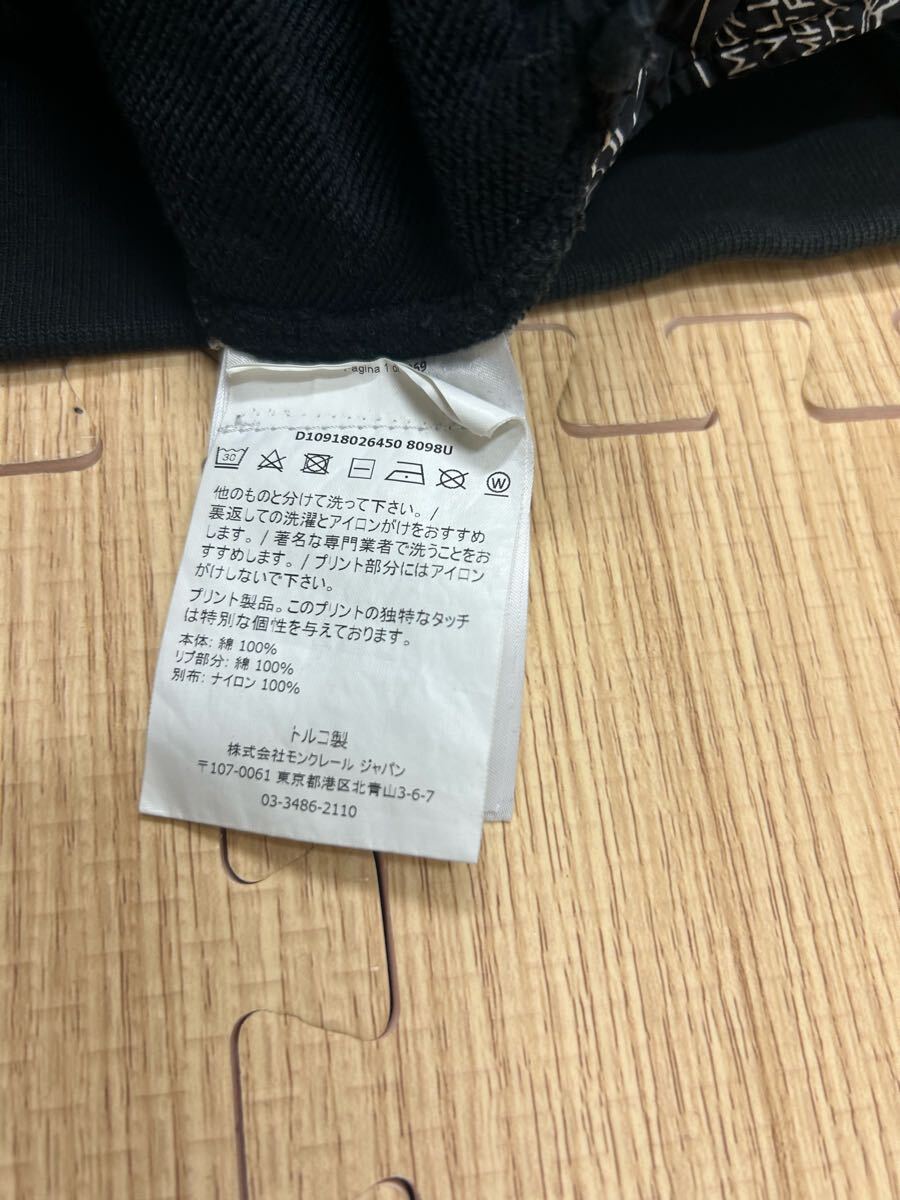 Pagina 1
D10918026450 8098U
30
W
他のものと分けて洗って下さい。/
裏返しての洗濯とアイロンがけをおすすめ
します。/ 著名な専門業者で洗うことをお
すすめします。/ プリント部分にはアイロン
がけしないで下さい。
プリント製品。このプリントの独特なタッチ
は特別な個性を与えております。
本体: 綿 100%
リブ部分: 綿 100%
別布: ナイロン 100%
トルコ製
株式会社モンクレール ジャパン
〒107-0061 東京都港区北青山3-6-7
03-3486-2110